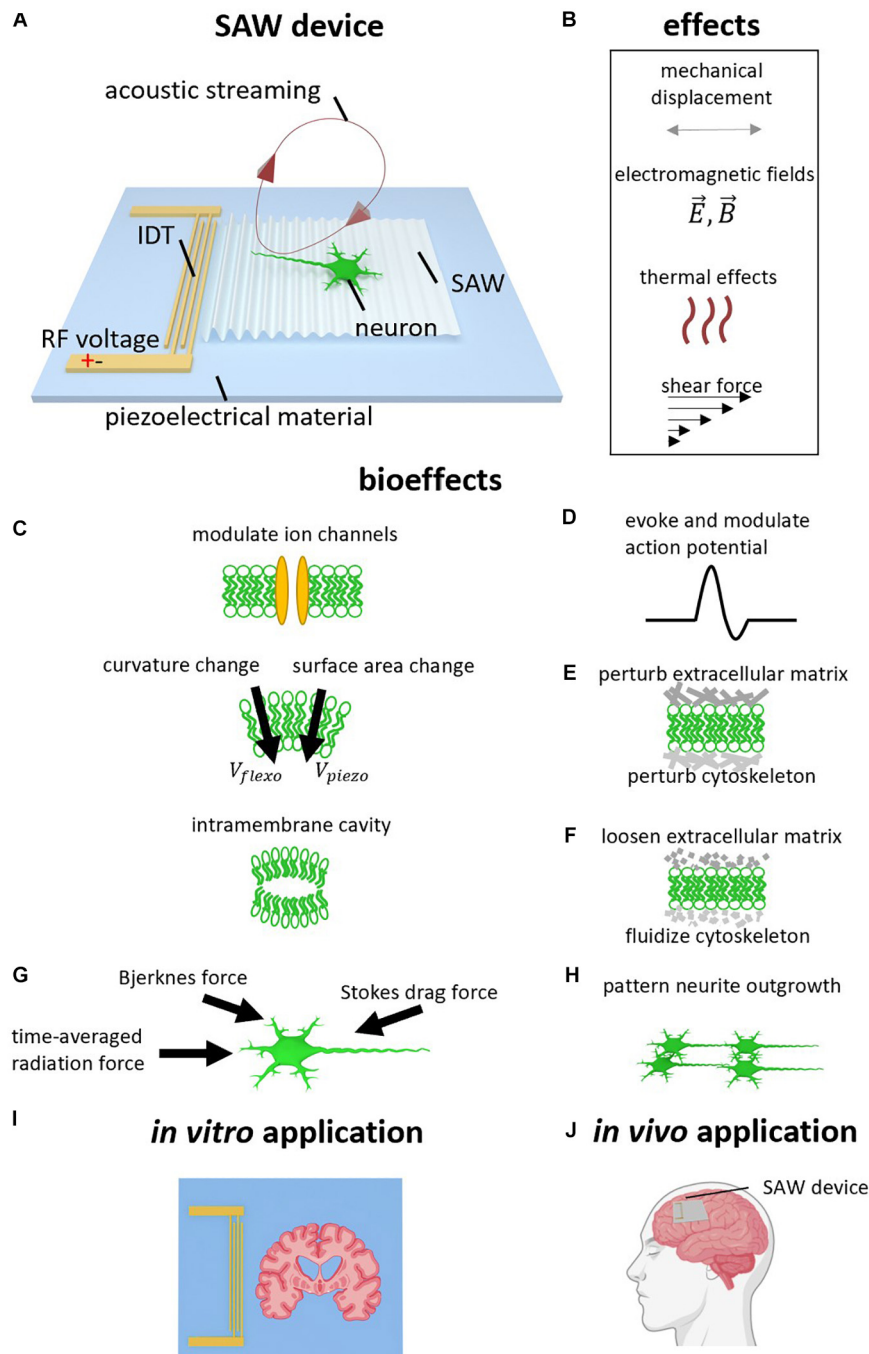 A
SAW device
acoustic streaming
IDT
SAW
neuron
RF voltage
+-
piezoelectrical material
B
effects
mechanical
displacement
electromagnetic fields
E⃗, B⃗
thermal effects
shear force
bioeffects
C
modulate ion channels
curvature change
surface area change
V_flexo
V_piezo
intramembrane cavity
D
evoke and modulate
action potential
E
perturb extracellular matrix
perturb cytoskeleton
F
loosen extracellular matrix
fluidize cytoskeleton
G
Bjerknes force
Stokes drag force
time-averaged
radiation force
H
pattern neurite outgrowth
I
in vitro application
J
in vivo application
SAW device